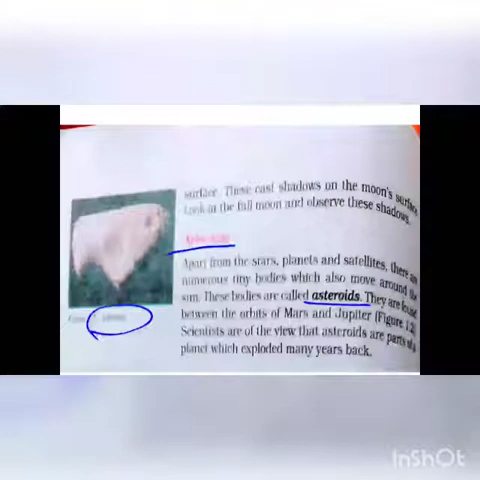 surface. These cast shadows on the moon's surface.
Look at the full moon and observe these shadows.
Asteroids
Apart from the stars, planets and satellites, there are
numerous tiny bodies which also move around the
sun. These bodies are called asteroids. They are found
between the orbits of Mars and Jupiter (Figure 1.2).
Scientists are of the view that asteroids are parts of a
planet which exploded many years back.
InShOt